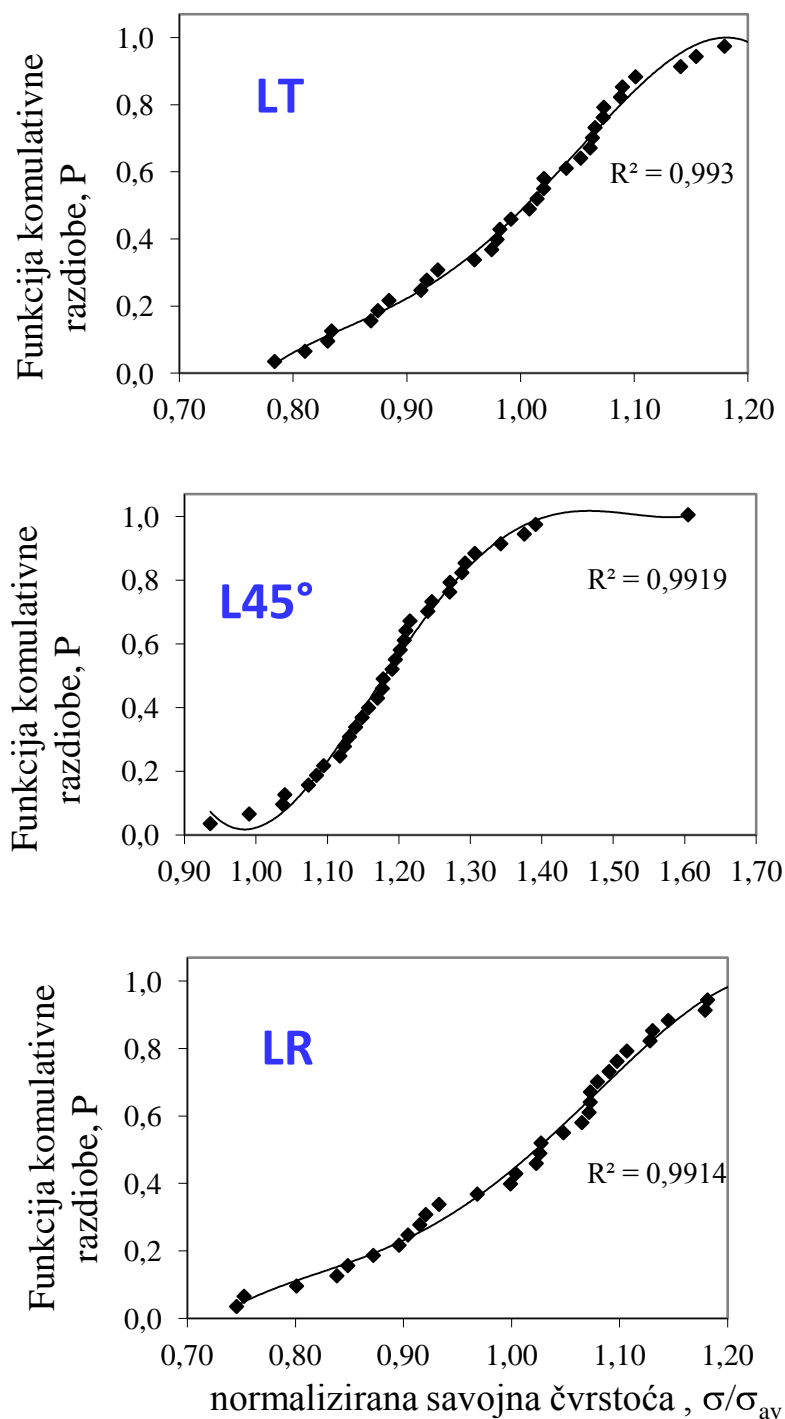 Funkcija komulativne
razdiobe, P
1,0
0,8
0,6
0,4
0,2
0,0
LT
R² = 0,993
0,70 0,80 0,90 1,00 1,10 1,20
Funkcija komulativne
razdiobe, P
1,0
0,8
0,6
0,4
0,2
0,0
L45°
R² = 0,9919
0,90 1,00 1,10 1,20 1,30 1,40 1,50 1,60 1,70
Funkcija komulativne
razdiobe, P
1,0
0,8
0,6
0,4
0,2
0,0
LR
R² = 0,9914
0,70 0,80 0,90 1,00 1,10 1,20
normalizirana savojna čvrstoća , σ/σav